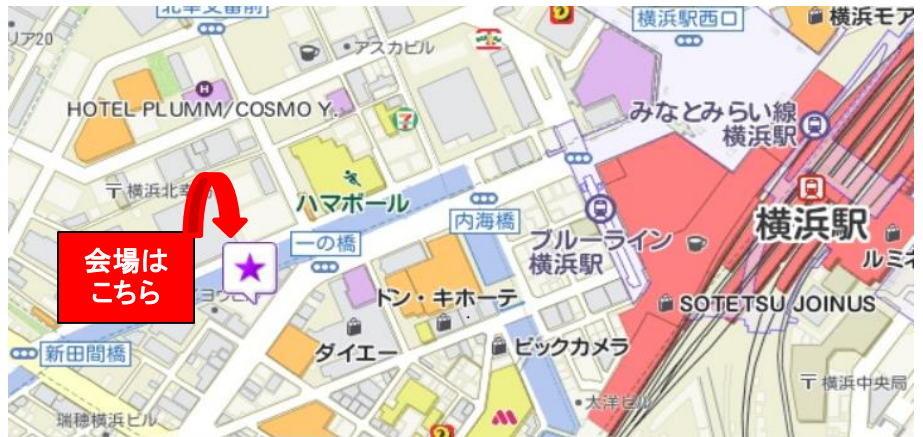 北幸交番前
横浜駅西口
横浜モア
リア20
アスカビル
HOTEL PLUMM/COSMO Y.
みなとみらい線
横浜駅
〒横浜北幸
ハマボール
内海橋
一の橋
会場は
こちら
ブルーライン
横浜駅
横浜駅
ルミネ
トン・キホーテ
SOTETSU JOINUS
新田間橋
ダイエー
ビックカメラ
〒横浜中央局
太洋ビル
瑞穂横浜ビル